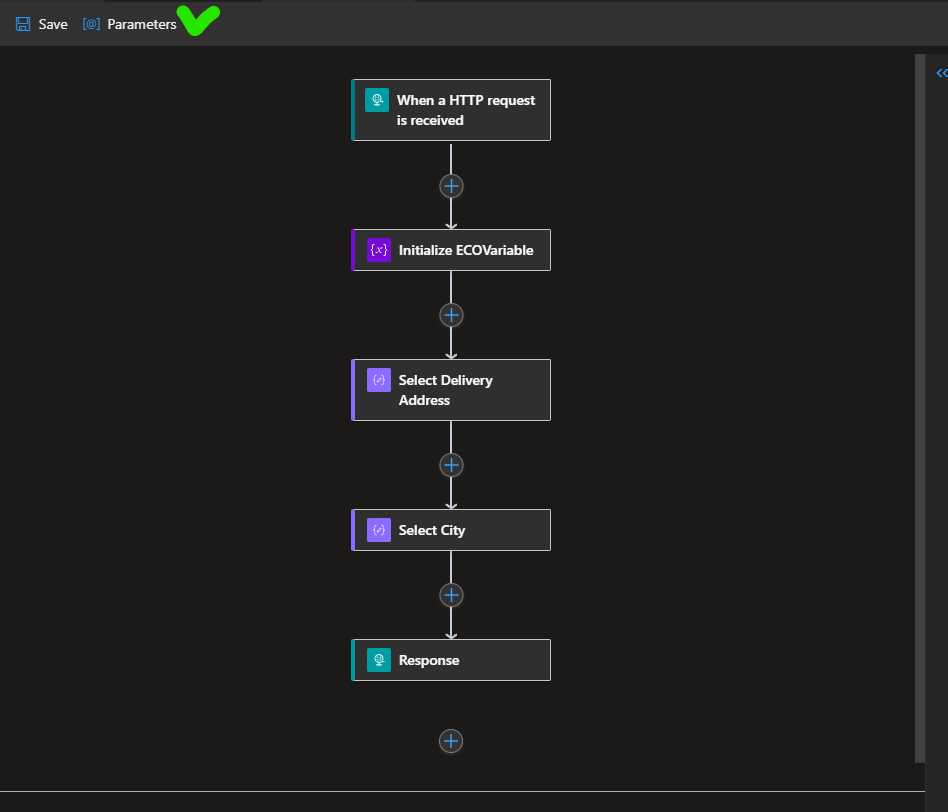 Save [@] Parameters
When a HTTP request
is received
{x} Initialize ECOVariable
Select Delivery
Address
Select City
Response